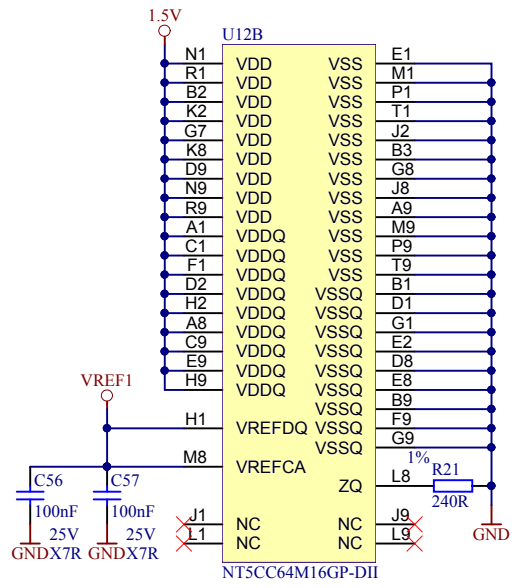 1.5V
U12B
N1 VDD VSS E1
R1 VDD VSS M1
B2 VDD VSS P1
K2 VDD VSS T1
G7 VDD VSS J2
K8 VDD VSS B3
D9 VDD VSS G8
N9 VDD VSS J8
R9 VDD VSS A9
A1 VDDQ VSS M9
C1 VDDQ VSS P9
F1 VDDQ VSS T9
D2 VDDQ VSSQ B1
H2 VDDQ VSSQ D1
A8 VDDQ VSSQ G1
C9 VDDQ VSSQ E2
E9 VDDQ VSSQ D8
H9 VDDQ VSSQ E8
VSSQ B9
VREF1
H1 VREFDQ VSSQ F9
VSSQ G9
M8 VREFCA
1%
ZQ L8 R21
240R
C56 C57
100nF 100nF
J1 NC NC J9
25V 25V
L1 NC NC L9
GND X7R GND X7R
GND
NT5CC64M16GP-DII